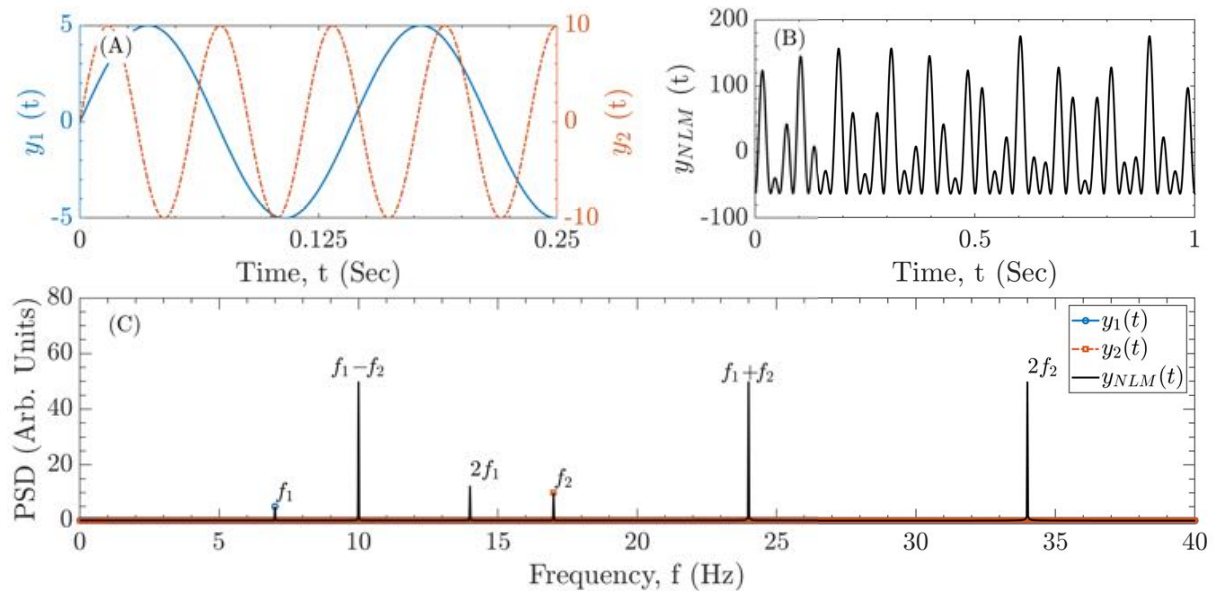 5
(A)
10
y₁ (t)
0
0
y₂ (t)
-5
-10
0
0.125
0.25
Time, t (Sec)
200
(B)
100
y_NLM (t)
0
-100
0
0.5
1
Time, t (Sec)
80
(C)
PSD (Arb. Units)
60
40
20
0
f₁
f₁−f₂
2f₁
f₂
f₁+f₂
2f₂
y₁(t)
y₂(t)
y_NLM(t)
0
5
10
15
20
25
30
35
40
Frequency, f (Hz)